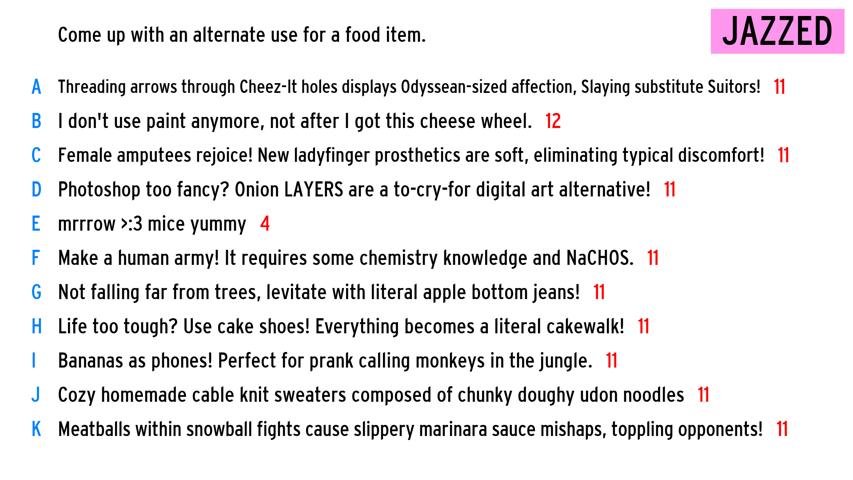 Come up with an alternate use for a food item.
JAZZED
A Threading arrows through Cheez-It holes displays Odyssean-sized affection, Slaying substitute Suitors! 11
B I don't use paint anymore, not after I got this cheese wheel. 12
C Female amputees rejoice! New ladyfinger prosthetics are soft, eliminating typical discomfort! 11
D Photoshop too fancy? Onion LAYERS are a to-cry-for digital art alternative! 11
E mrrrow >:3 mice yummy 4
F Make a human army! It requires some chemistry knowledge and NaCHOS. 11
G Not falling far from trees, levitate with literal apple bottom jeans! 11
H Life too tough? Use cake shoes! Everything becomes a literal cakewalk! 11
I Bananas as phones! Perfect for prank calling monkeys in the jungle. 11
J Cozy homemade cable knit sweaters composed of chunky doughy udon noodles 11
K Meatballs within snowball fights cause slippery marinara sauce mishaps, toppling opponents! 11